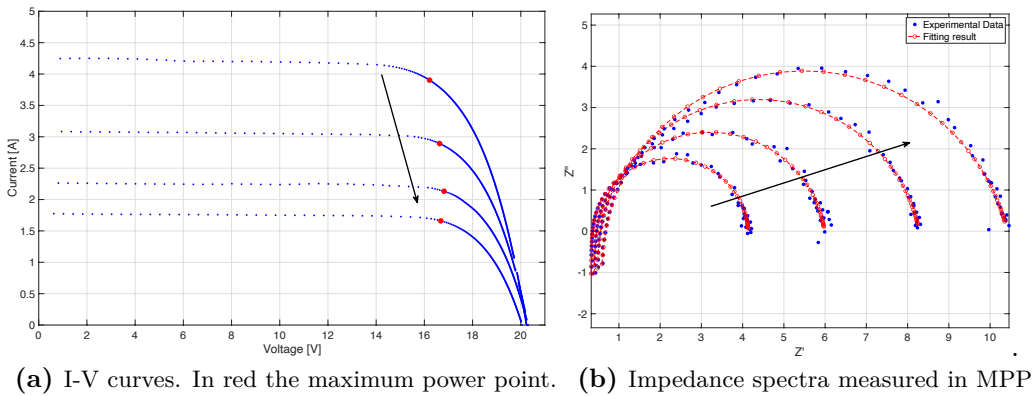 5
4.5
4
3.5
3
2.5
2
1.5
1
0.5
0
Current [A]
0 2 4 6 8 10 12 14 16 18 20
Voltage [V]
(a) I-V curves. In red the maximum power point.
Experimental Data
Fitting result
5
4
3
2
1
0
-1
-2
Z"
1 2 3 4 5 6 7 8 9 10
Z'
.
(b) Impedance spectra measured in MPP